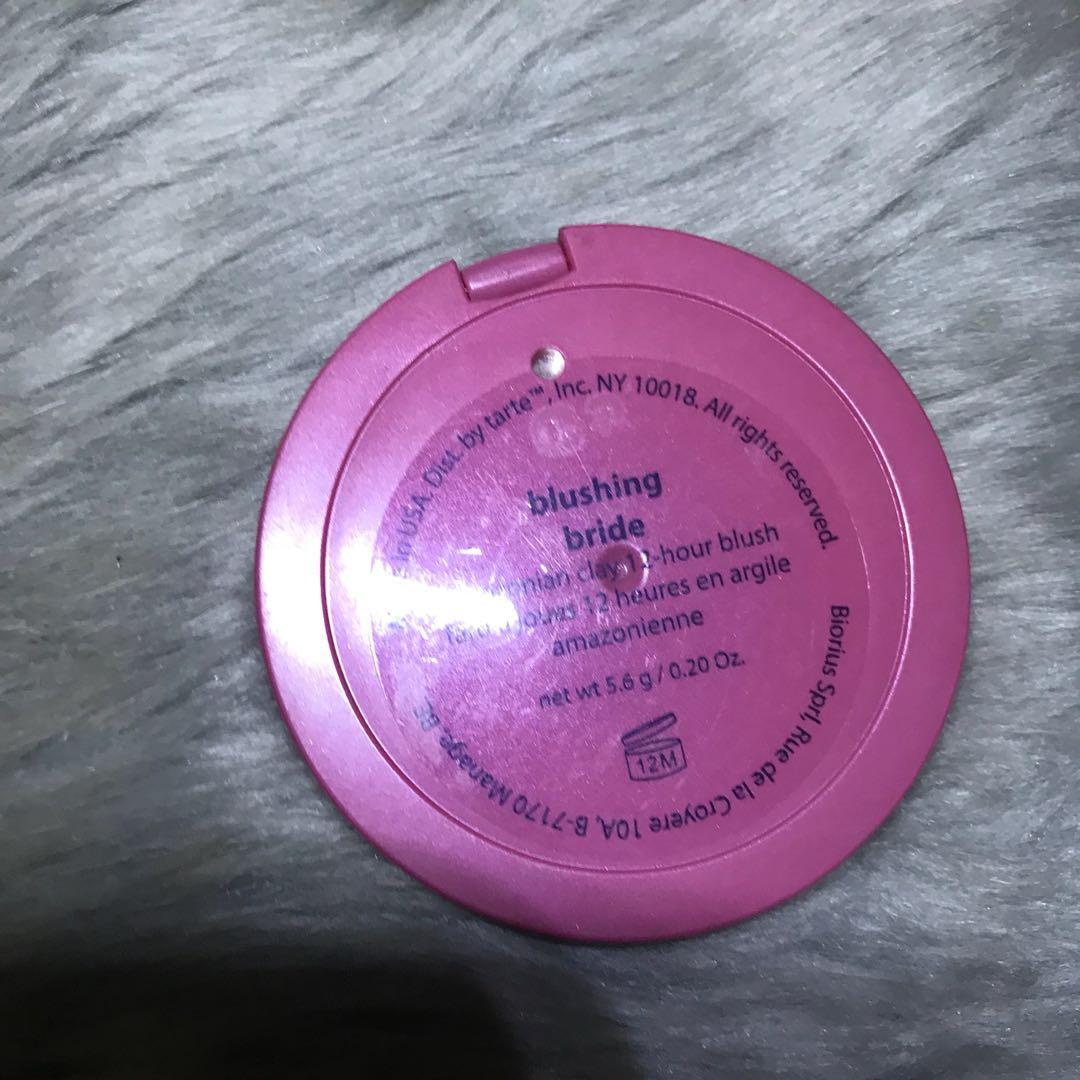 in USA. Dist. by tarte™, Inc. NY 10018. All rights reserved.
blushing
bride
clay 12-hour blush
12 heures en argile
amazonienne
net wt 5.6 g / 0.20 Oz.
12M
Biorius Sprl, Rue de la Croyere 10A, B-7170 Manage, BE